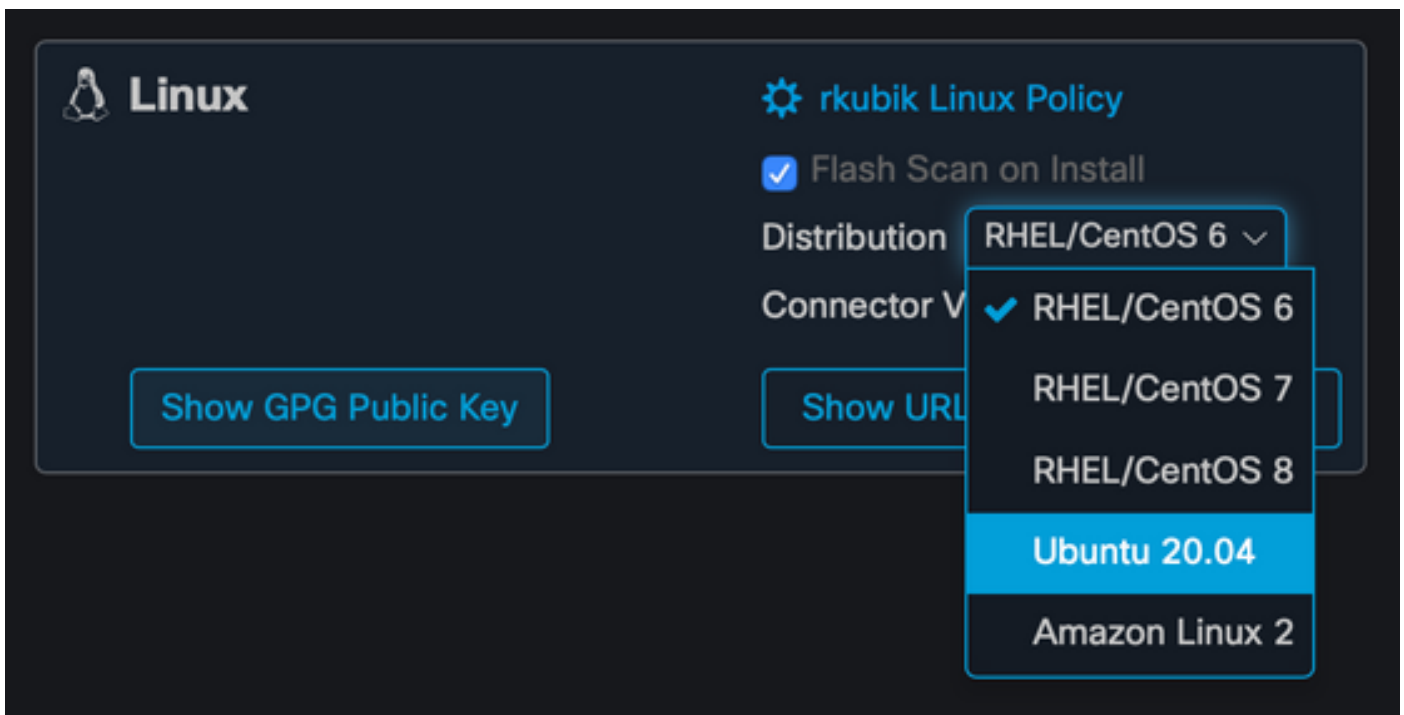 Linux
rkubik Linux Policy
Flash Scan on Install
Distribution RHEL/CentOS 6
Connector V
RHEL/CentOS 6
RHEL/CentOS 7
RHEL/CentOS 8
Ubuntu 20.04
Amazon Linux 2
Show GPG Public Key
Show URL